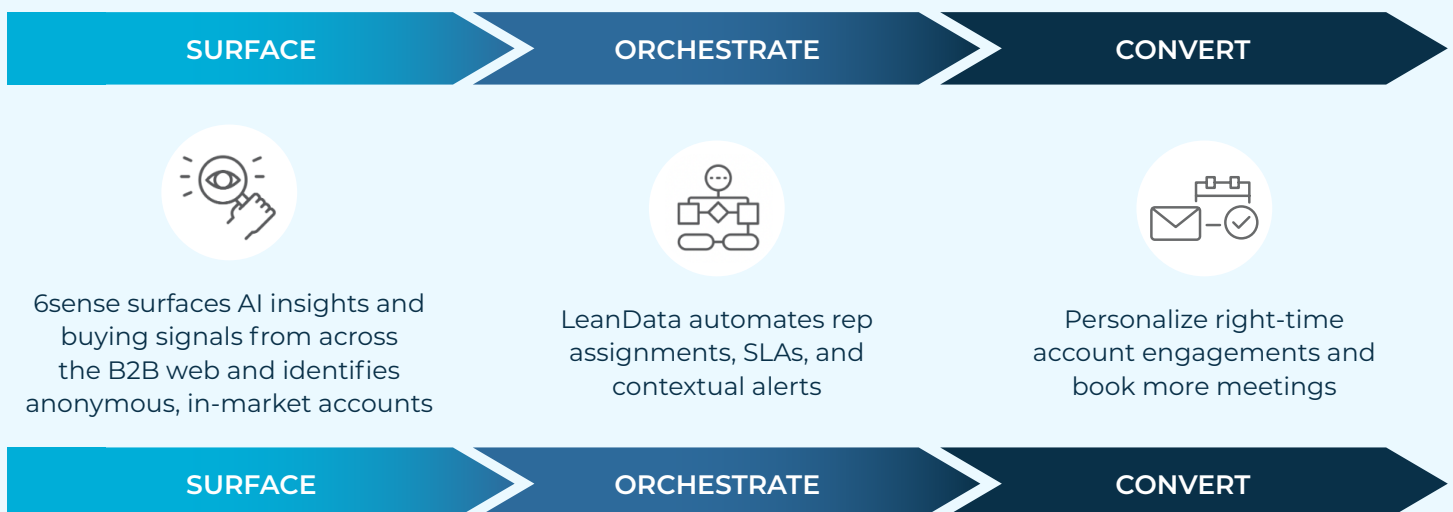 SURFACE
ORCHESTRATE
CONVERT
6sense surfaces AI insights and
buying signals from across
the B2B web and identifies
anonymous, in-market accounts
LeanData automates rep
assignments, SLAs, and
contextual alerts
Personalize right-time
account engagements and
book more meetings
SURFACE
ORCHESTRATE
CONVERT